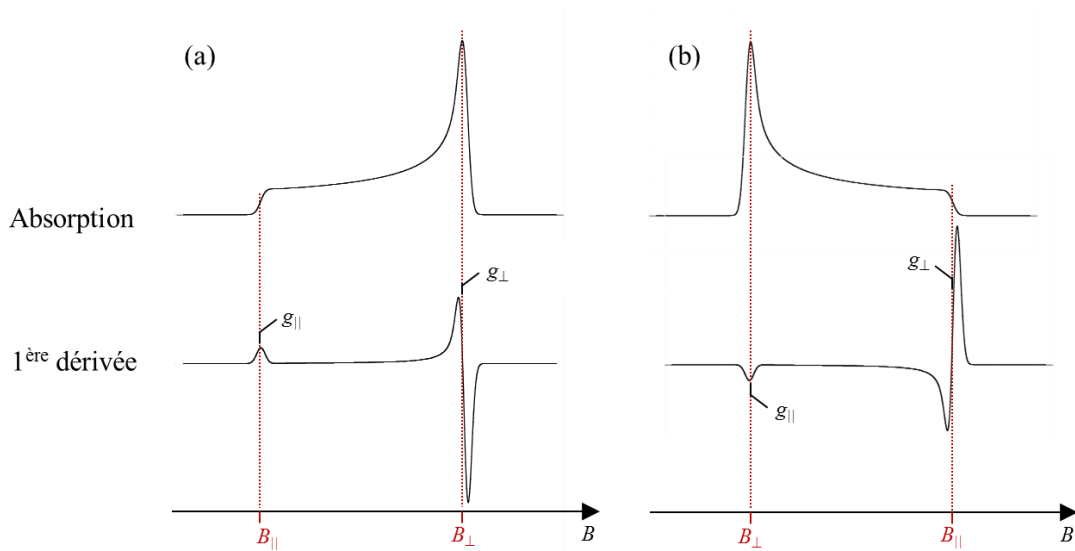 (a)
(b)
Absorption
g⊥
g⊥
g||
1ère dérivée
g||
B||
B⊥
B
B⊥
B||
B